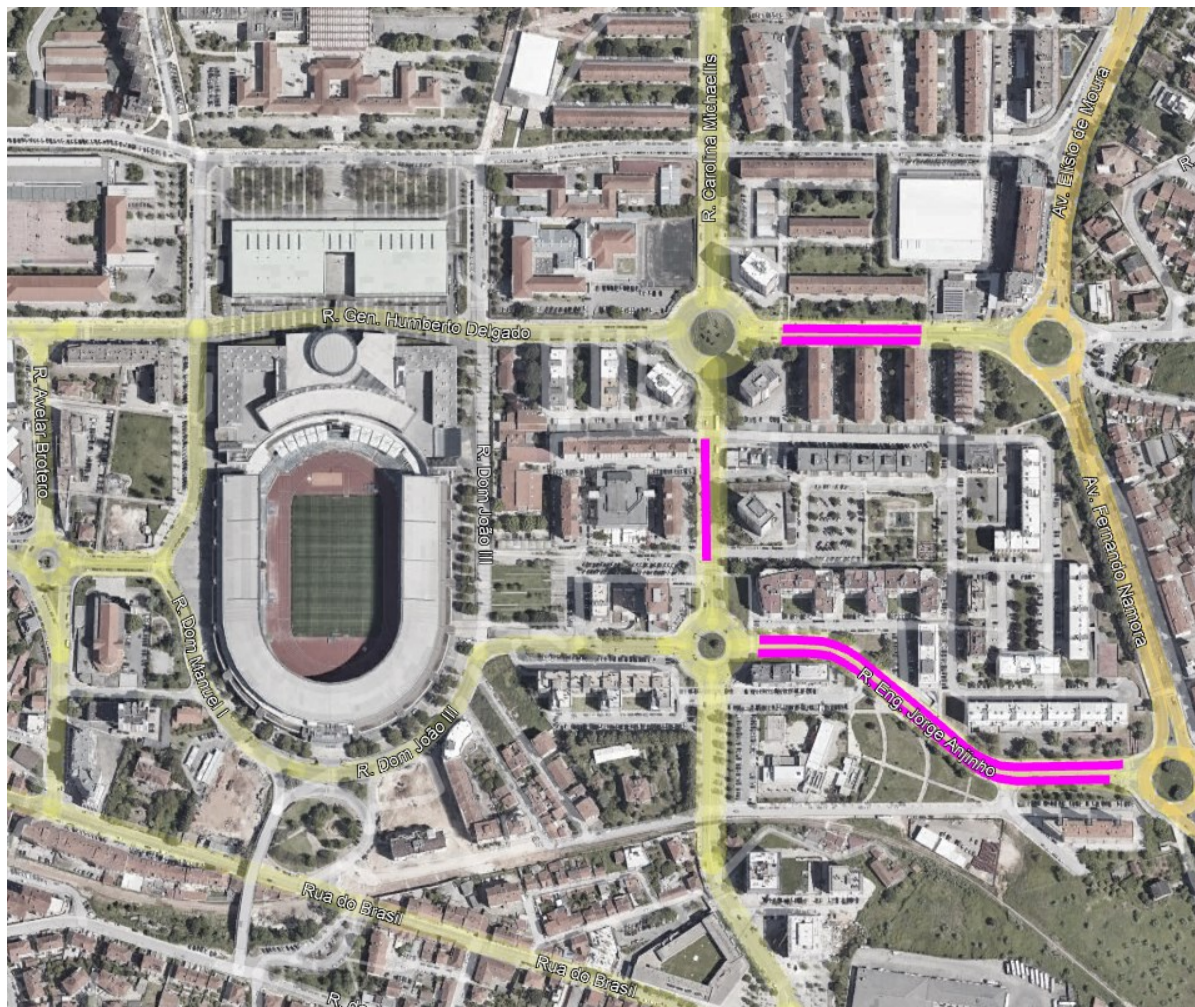 R. Carolina Michaellis
Av. Elísio de Moura
R.
R. Gen. Humberto Delgado
R. Avelar Brotero
R. Dom João III
Av. Fernando Namora
R. Dom Manuel I
R. Eng. Jorge Anjinho
R. Dom João III
Rua do Brasil
Rua do Brasil